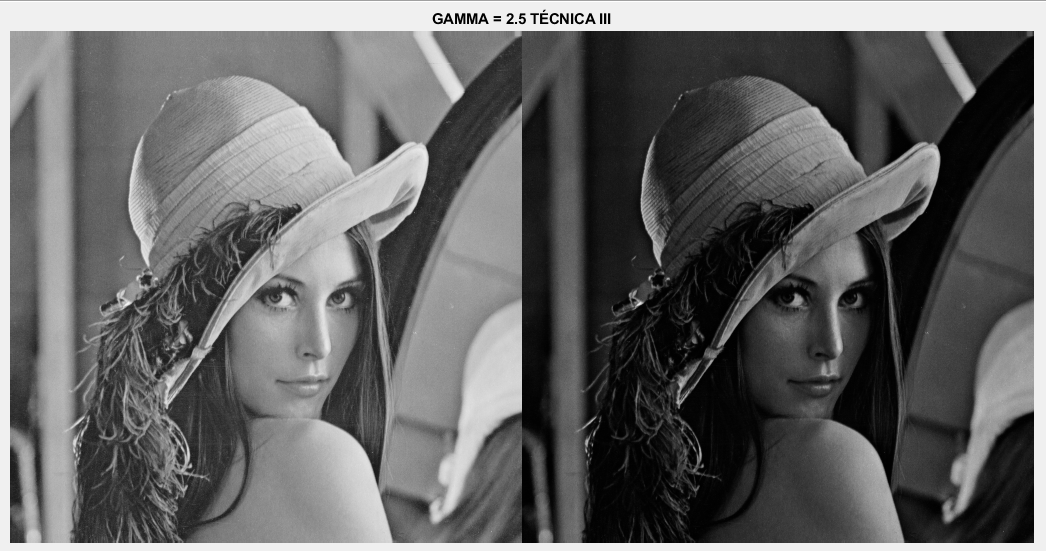 GAMMA = 2.5 TÉCNICA III